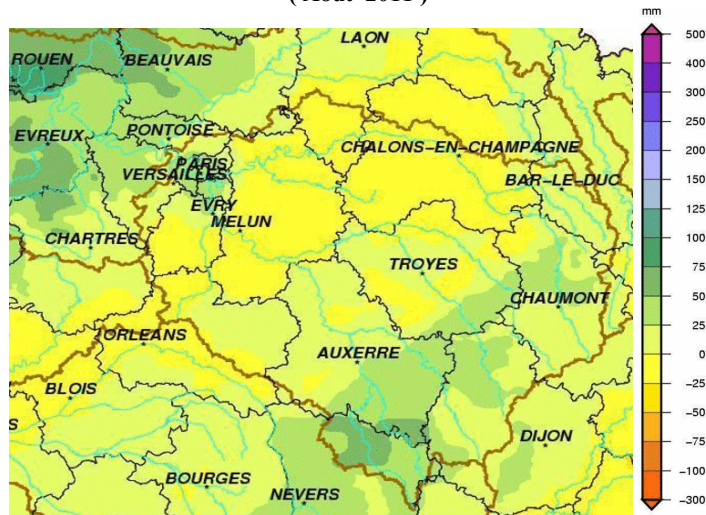 ( Août 2011 )
mm
ROUEN
BEAUVAIS
LAON
EVREUX
PONTOISE
PARIS
VERSAILLES
CHALONS-EN-CHAMPAGNE
BAR-LE-DUC
EVRY
MELUN
CHARTRES
TROYES
CHAUMONT
ORLEANS
AUXERRE
BLOIS
S
DIJON
BOURGES
NEVERS
500
400
300
250
200
150
125
100
75
50
25
0
-25
-50
-75
-100
-300